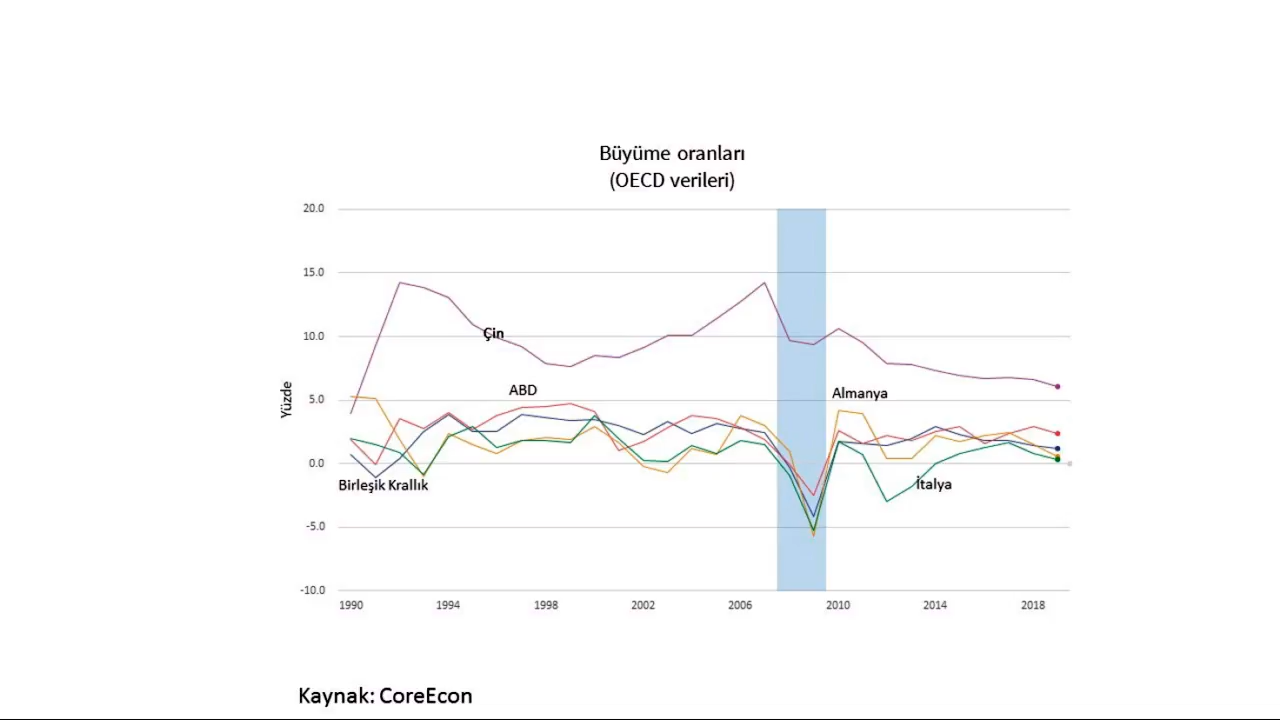 Büyüme oranları
(OECD verileri)
20.0
15.0
10.0
5.0
0.0
-5.0
-10.0
Yüzde
Çin
ABD
Almanya
Birleşik Krallık
İtalya
1990 1994 1998 2002 2006 2010 2014 2018
Kaynak: CoreEcon